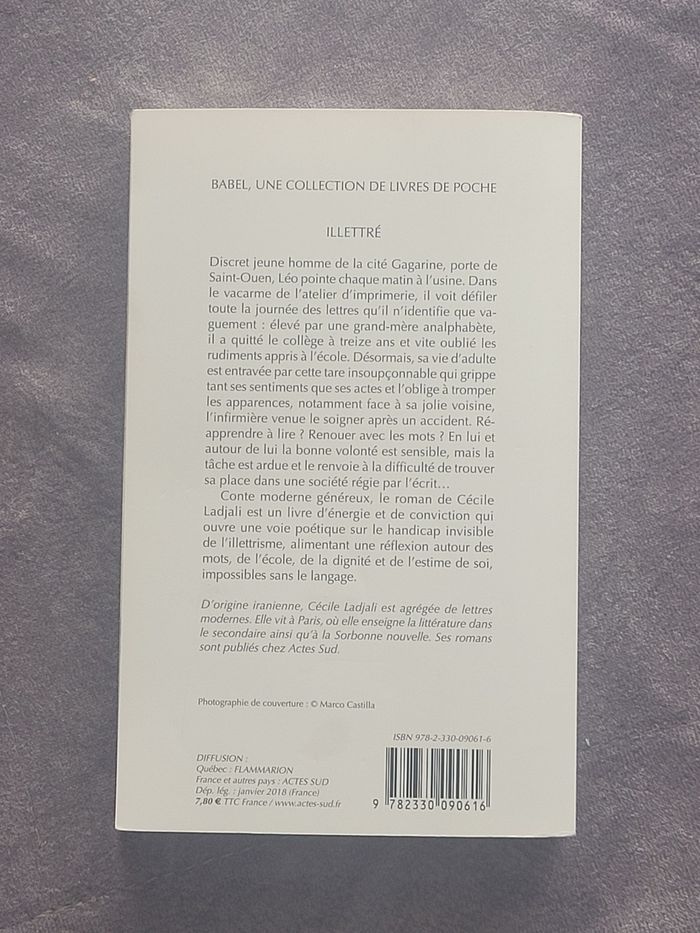 BABEL, UNE COLLECTION DE LIVRES DE POCHE
ILLETTRÉ
Discret jeune homme de la cité Gagarine, porte de
Saint-Ouen, Léo pointe chaque matin à l'usine. Dans
le vacarme de l'atelier d'imprimerie, il voit défiler
toute la journée des lettres qu'il n'identifie que va-
guement : élevé par une grand-mère analphabète,
il a quitté le collège à treize ans et vite oublié les
rudiments appris à l'école. Désormais, sa vie d'adulte
est entravée par cette tare insoupçonnable qui grippe
tant ses sentiments que ses actes et l'oblige à tromper
les apparences, notamment face à sa jolie voisine,
l'infirmière venue le soigner après un accident. Ré-
apprendre à lire ? Renouer avec les mots ? En lui et
autour de lui la bonne volonté est sensible, mais la
tâche est ardue et le renvoie à la difficulté de trouver
sa place dans une société régie par l'écrit...
Conte moderne généreux, le roman de Cécile
Ladjali est un livre d'énergie et de conviction qui
ouvre une voie poétique sur le handicap invisible
de l'illettrisme, alimentant une réflexion autour des
mots, de l'école, de la dignité et de l'estime de soi,
impossibles sans le langage.
D'origine iranienne, Cécile Ladjali est agrégée de lettres
modernes. Elle vit à Paris, où elle enseigne la littérature dans
le secondaire ainsi qu'à la Sorbonne nouvelle. Ses romans
sont publiés chez Actes Sud.
Photographie de couverture : © Marco Castilla
ISBN 978-2-330-09061-6
DIFFUSION :
Québec : FLAMMARION
France et autres pays : ACTES SUD
Dép. lég. : janvier 2018 (France)
7,80 € TTC France / www.actes-sud.fr
9 782330 090616